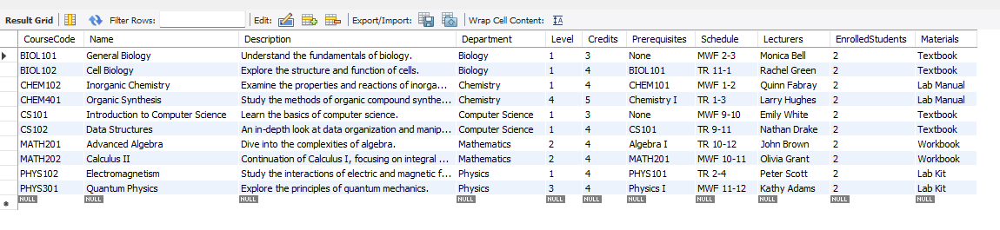 Result Grid Filter Rows: Edit: Export/Import: Wrap Cell Content: IA
CourseCode Name Description Department Level Credits Prerequisites Schedule Lecturers EnrolledStudents Materials
BIOL101 General Biology Understand the fundamentals of biology. Biology 1 3 None MWF 2-3 Monica Bell 2 Textbook
BIOL102 Cell Biology Explore the structure and function of cells. Biology 1 4 BIOL101 TR 11-1 Rachel Green 2 Textbook
CHEM102 Inorganic Chemistry Examine the properties and reactions of inorga... Chemistry 1 4 CHEM101 MWF 1-2 Quinn Fabray 2 Lab Manual
CHEM401 Organic Synthesis Study the methods of organic compound synthe... Chemistry 4 5 Chemistry I TR 1-3 Larry Hughes 2 Lab Manual
CS101 Introduction to Computer Science Learn the basics of computer science. Computer Science 1 3 None MWF 9-10 Emily White 2 Textbook
CS102 Data Structures An in-depth look at data organization and manip... Computer Science 1 4 CS101 TR 9-11 Nathan Drake 2 Textbook
MATH201 Advanced Algebra Dive into the complexities of algebra. Mathematics 2 4 Algebra I TR 10-12 John Brown 2 Workbook
MATH202 Calculus II Continuation of Calculus I, focusing on integral ... Mathematics 2 4 MATH201 MWF 10-11 Olivia Grant 2 Workbook
PHYS102 Electromagnetism Study the interactions of electric and magnetic f... Physics 1 4 PHYS101 TR 2-4 Peter Scott 2 Lab Kit
PHYS301 Quantum Physics Explore the principles of quantum mechanics. Physics 3 4 Physics I MWF 11-12 Kathy Adams 2 Lab Kit
NULL NULL NULL NULL NULL NULL NULL NULL NULL NULL NULL